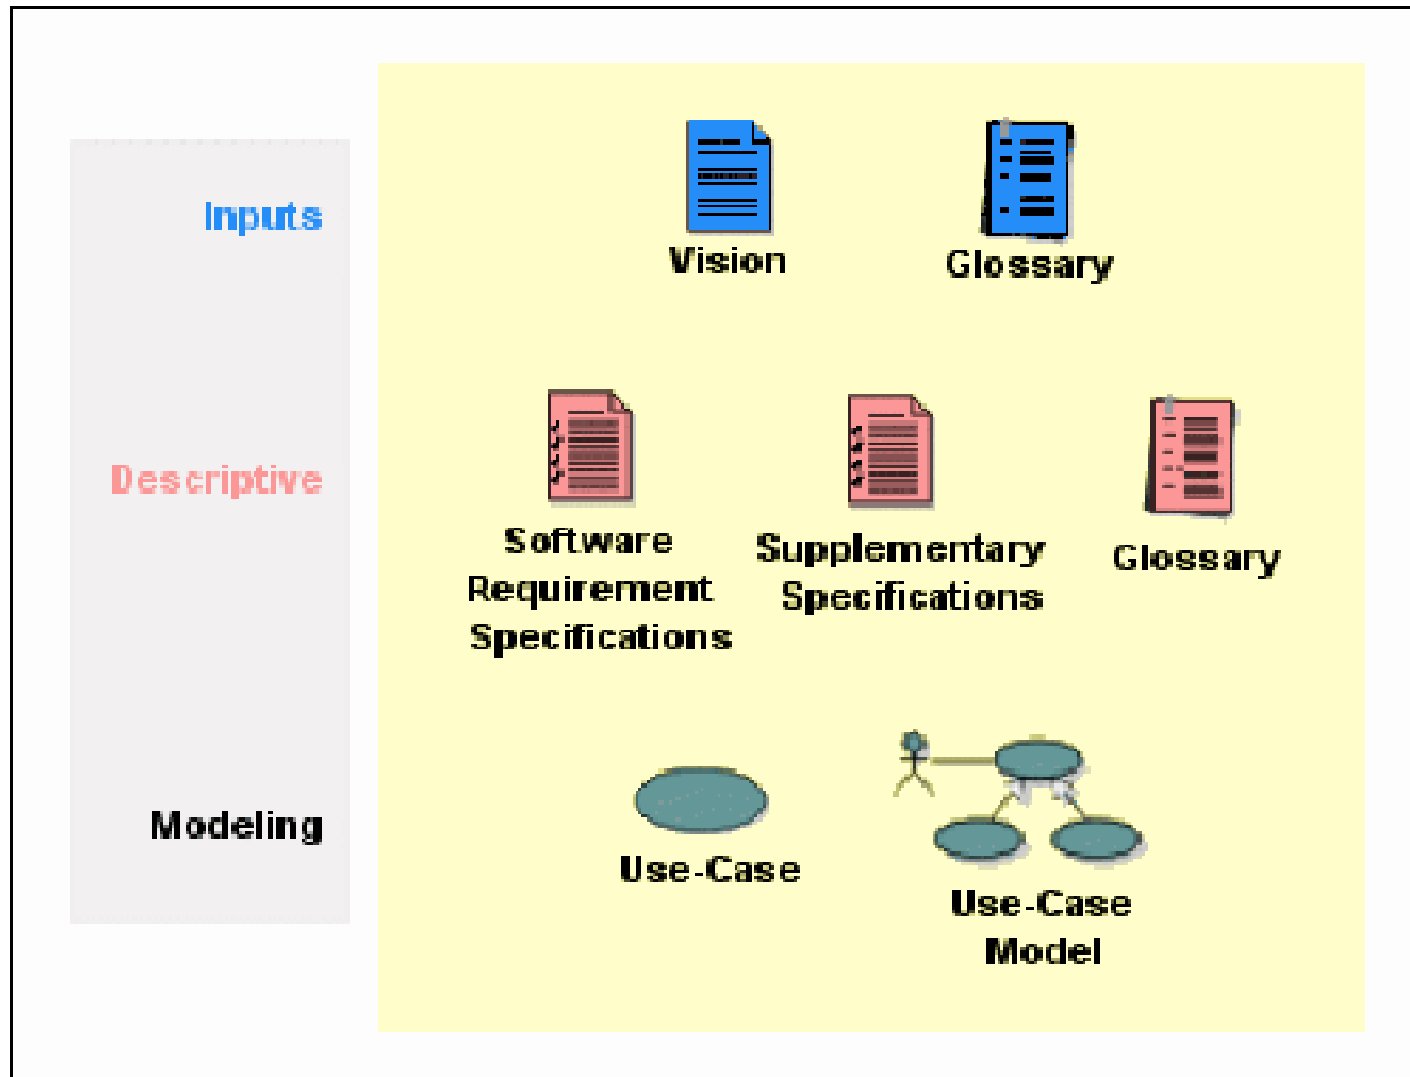 Inputs
Vision
Glossary
Descriptive
Software
Requirement
Specifications
Supplementary
Specifications
Glossary
Modeling
Use-Case
Use-Case
Model